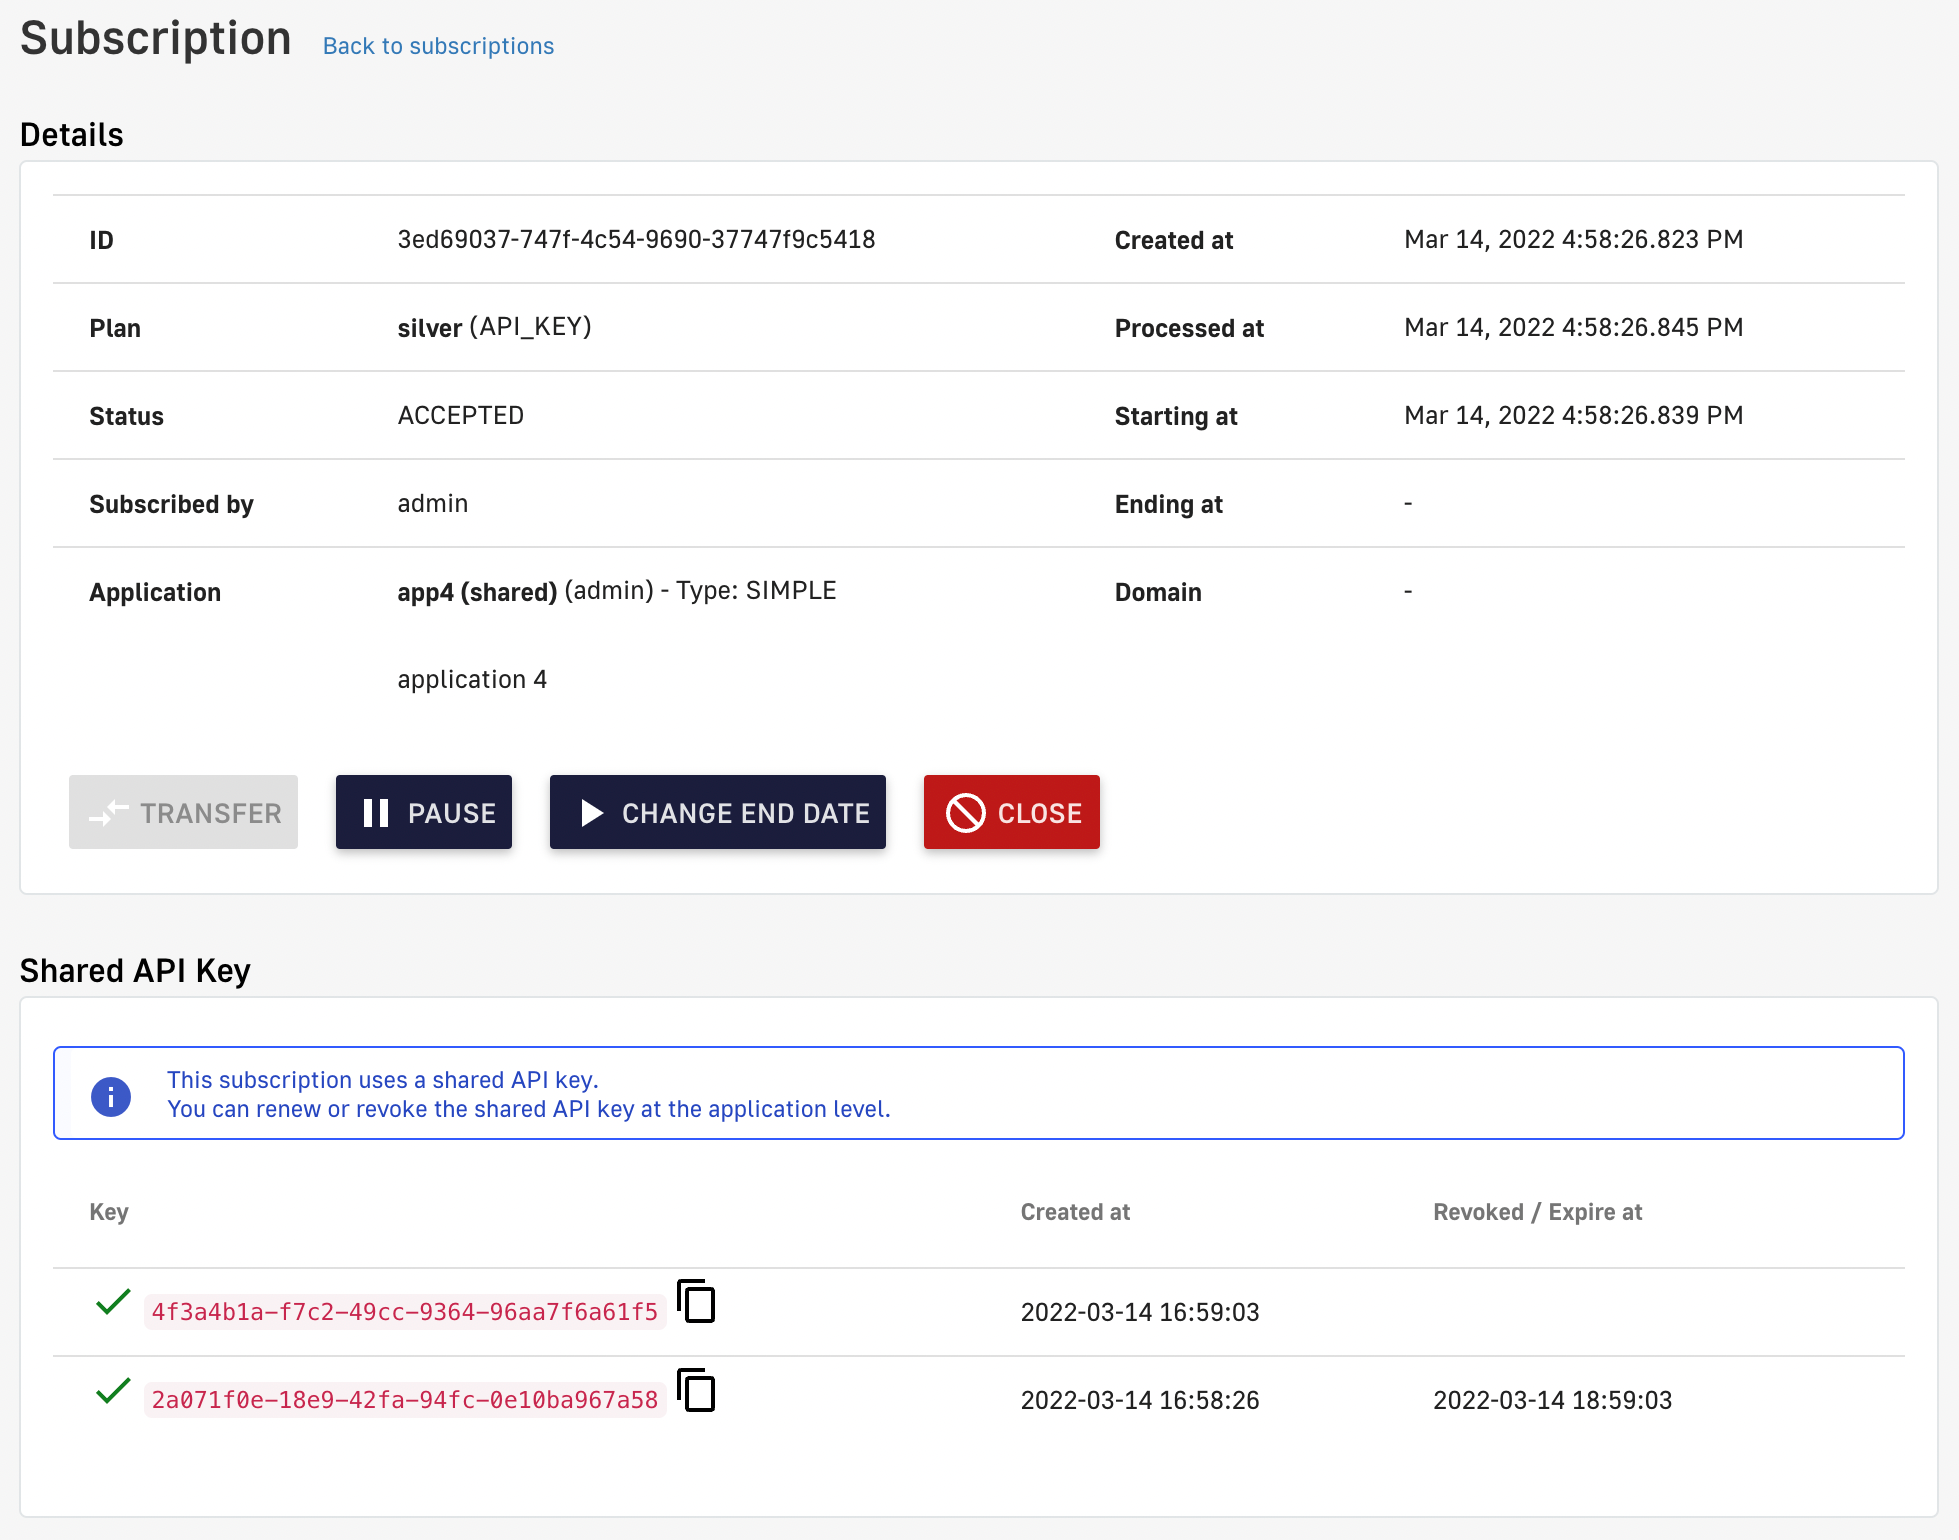 Subscription Back to subscriptions
Details
ID 3ed69037-747f-4c54-9690-37747f9c5418 Created at Mar 14, 2022 4:58:26.823 PM
Plan silver (API_KEY) Processed at Mar 14, 2022 4:58:26.845 PM
Status ACCEPTED Starting at Mar 14, 2022 4:58:26.839 PM
Subscribed by admin Ending at -
Application app4 (shared) (admin) - Type: SIMPLE Domain -
application 4
TRANSFER PAUSE CHANGE END DATE CLOSE
Shared API Key
This subscription uses a shared API key.
You can renew or revoke the shared API key at the application level.
Key Created at Revoked / Expire at
4f3a4b1a-f7c2-49cc-9364-96aa7f6a61f5 2022-03-14 16:59:03
2a071f0e-18e9-42fa-94fc-0e10ba967a58 2022-03-14 16:58:26 2022-03-14 18:59:03